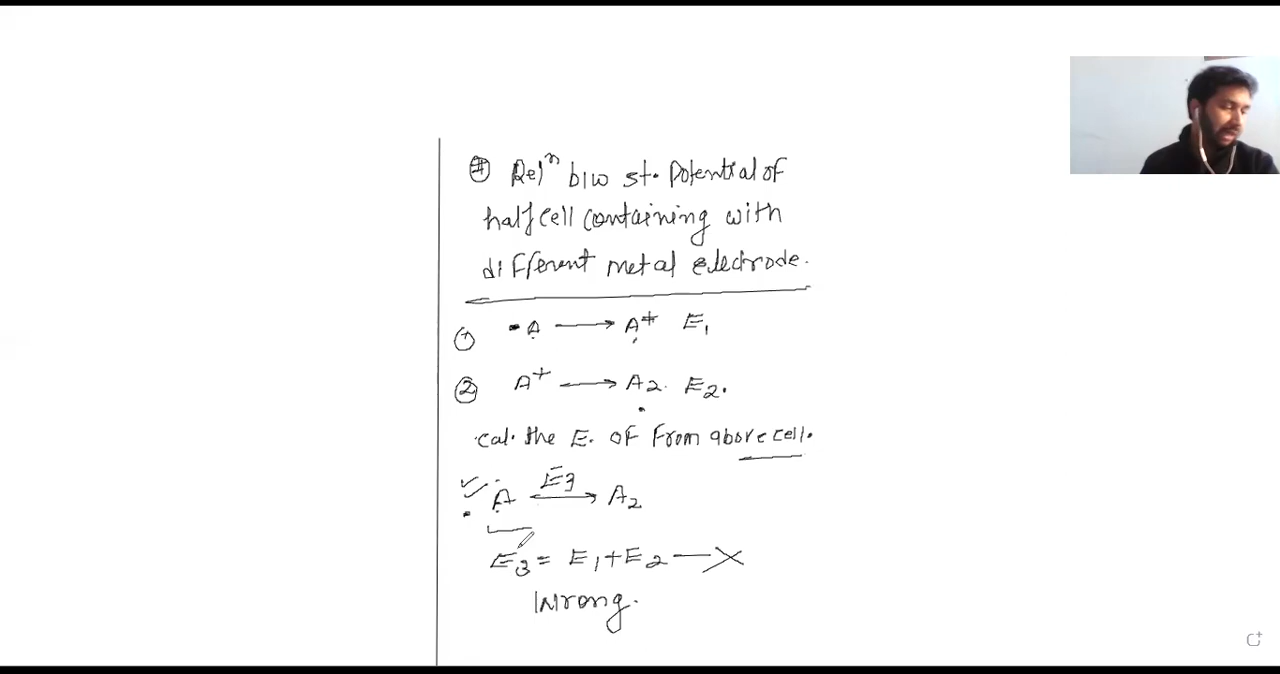 # Rel^n b/w st. Potential of
half cell containing with
different metal electrode.
① A ⟶ A+ E1
② A+ ⟶ A2. E2.
cal. the E. OF From above cell.
A ⟷ A2 E3
E3 = E1+E2 — X
Wrong.